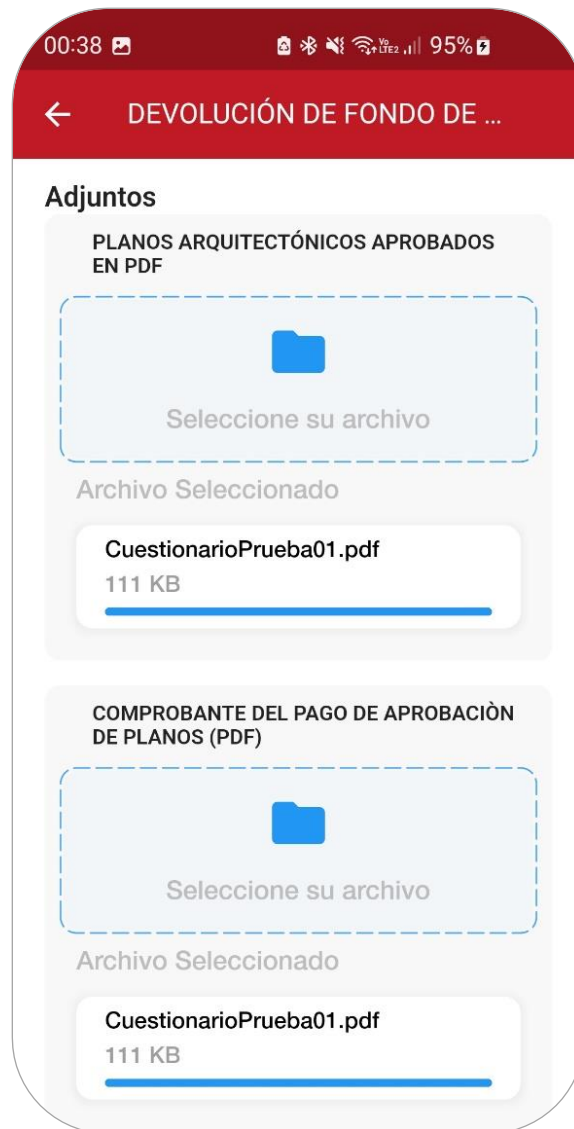 00:38 Vo LTE2 95%
DEVOLUCIÓN DE FONDO DE ...
Adjuntos
PLANOS ARQUITECTÓNICOS APROBADOS
EN PDF
Seleccione su archivo
Archivo Seleccionado
CuestionarioPrueba01.pdf
111 KB
COMPROBANTE DEL PAGO DE APROBACIÒN
DE PLANOS (PDF)
Seleccione su archivo
Archivo Seleccionado
CuestionarioPrueba01.pdf
111 KB